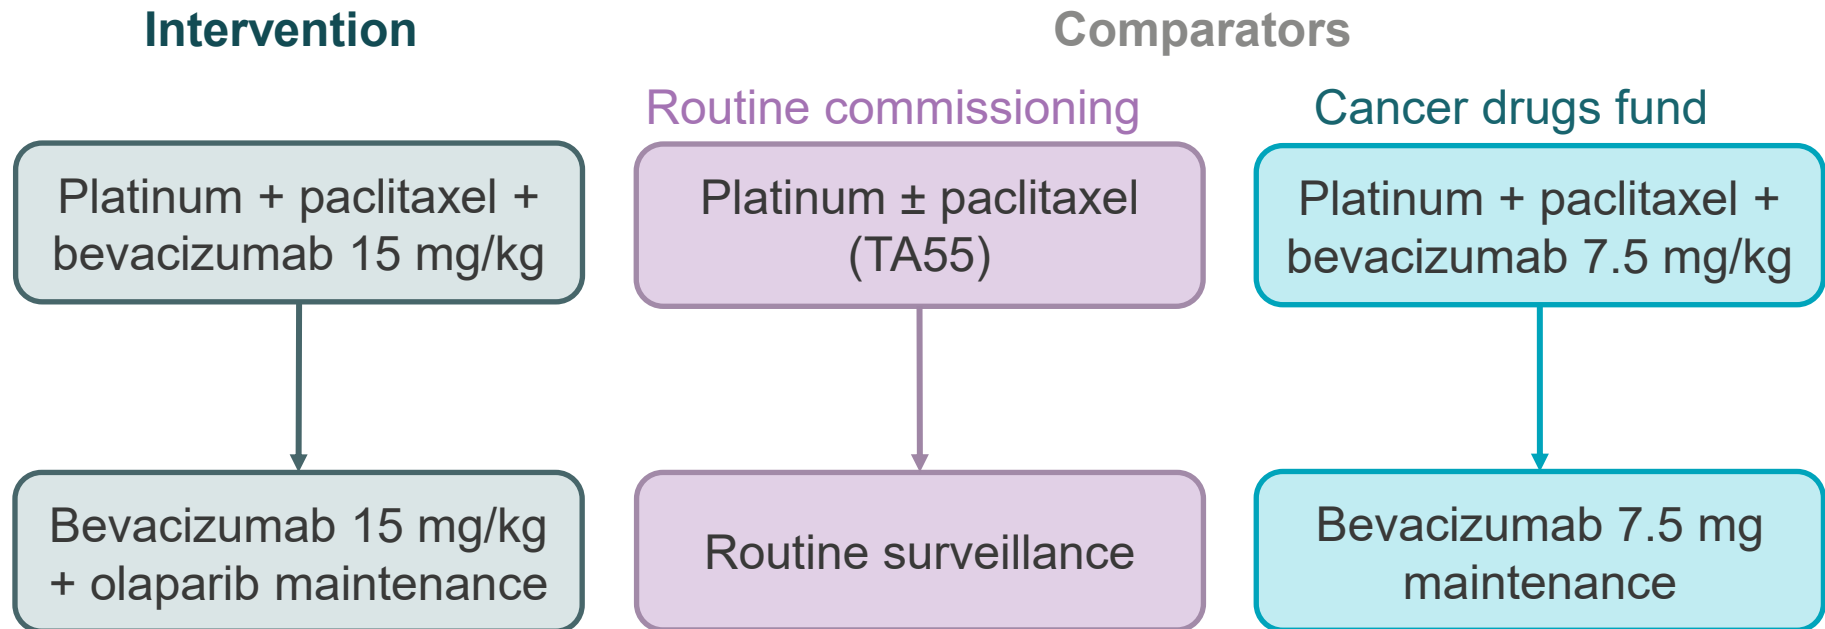 Intervention
Comparators
Routine commissioning
Cancer drugs fund
Platinum + paclitaxel +
bevacizumab 15 mg/kg
Platinum ± paclitaxel
(TA55)
Platinum + paclitaxel +
bevacizumab 7.5 mg/kg
Bevacizumab 15 mg/kg
+ olaparib maintenance
Routine surveillance
Bevacizumab 7.5 mg
maintenance